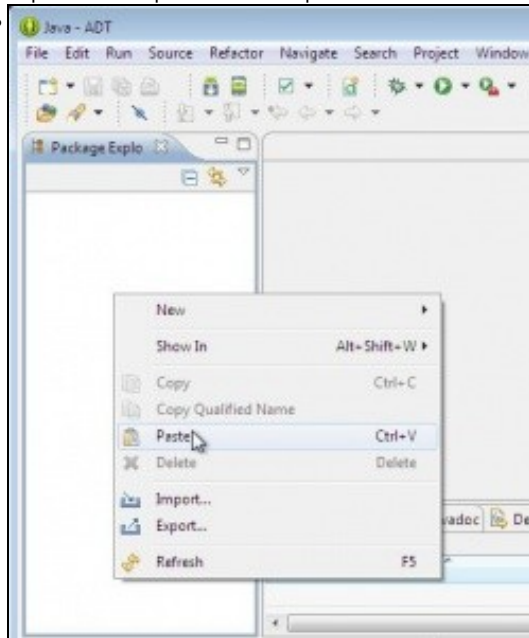 Java - ADT
File Edit Run Source Refactor Navigate Search Project Window
Package Explo
New
Show In Alt+Shift+W
Copy Ctrl+C
Copy Qualified Name
Paste Ctrl+V
Delete Delete
Import...
Export...
vadoc De
Refresh F5